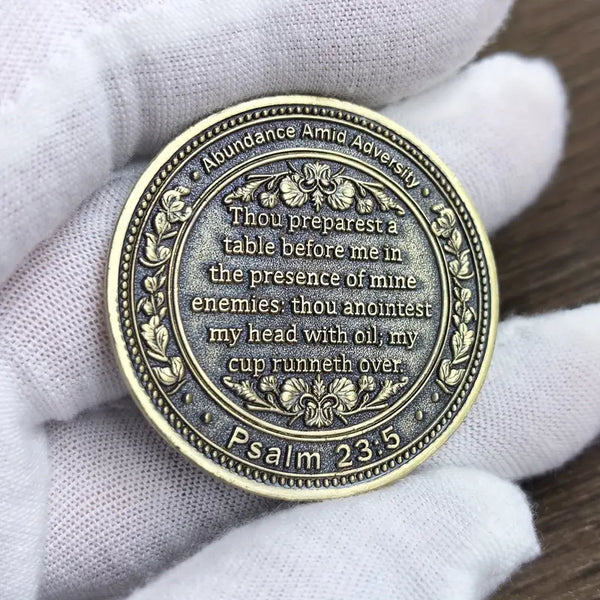 Abundance Amid Adversity
Thou preparest a
table before me in
the presence of mine
enemies: thou anointest
my head with oil; my
cup runneth over.
Psalm 23:5